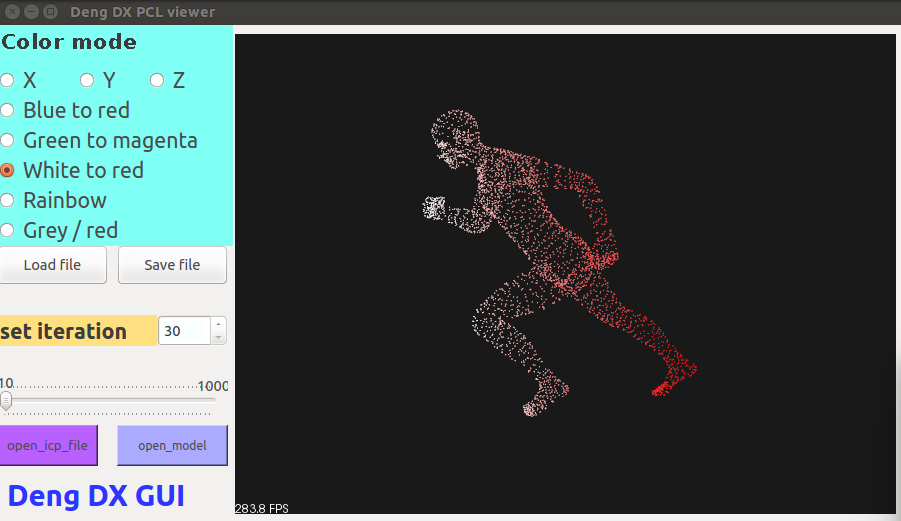 Deng DX PCL viewer
Color mode
X Y Z
Blue to red
Green to magenta
White to red
Rainbow
Grey / red
Load file Save file
set iteration 30
10 1000
open_icp_file open_model
Deng DX GUI
283.8 FPS